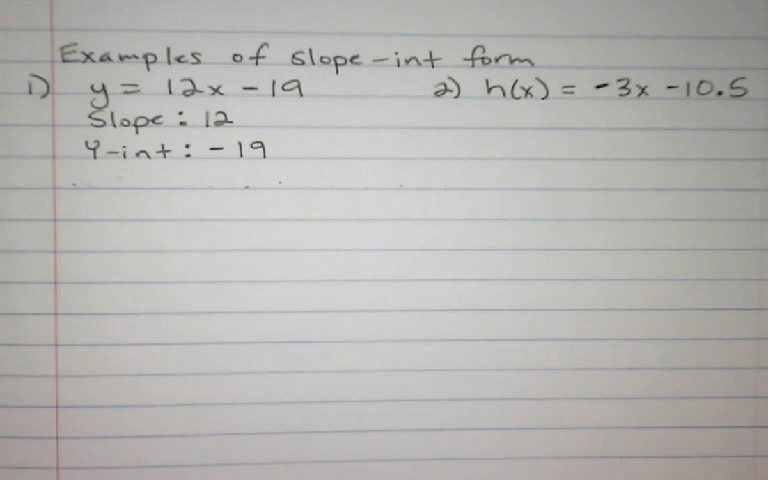 Examples of slope-int form
1) y = 12x - 19
2) h(x) = -3x - 10.5
Slope: 12
Y-int: -19